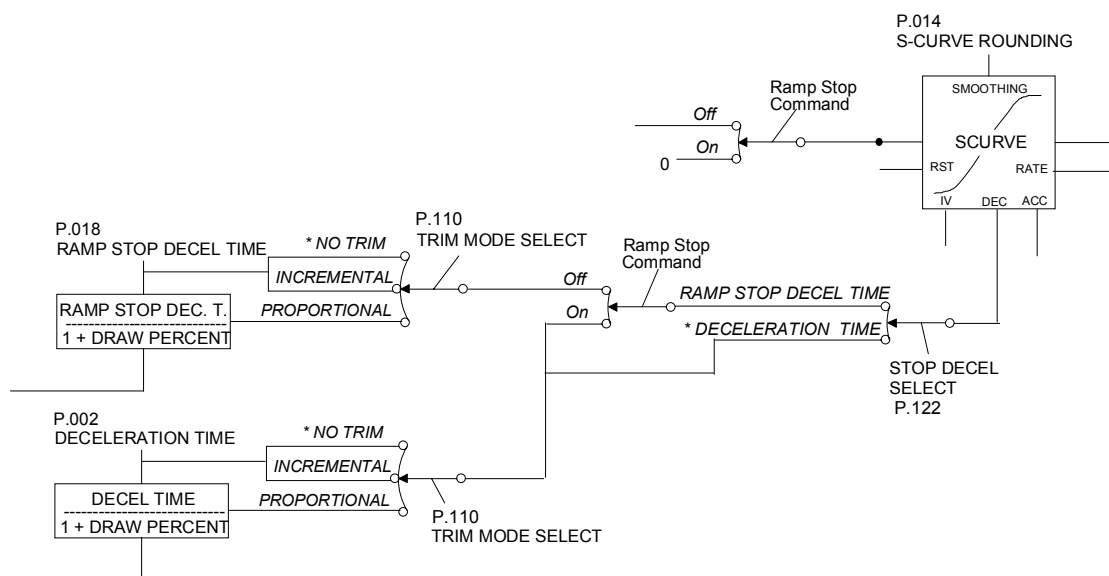 P.014
S-CURVE ROUNDING
SMOOTHING
SCURVE
RST
RATE
IV
DEC
ACC
Ramp Stop
Command
Off
On
0
P.018
RAMP STOP DECEL TIME
* NO TRIM
INCREMENTAL
PROPORTIONAL
RAMP STOP DEC. T.
--------------------------
1 + DRAW PERCENT
P.110
TRIM MODE SELECT
Off
On
Ramp Stop
Command
RAMP STOP DECEL TIME
* DECELERATION TIME
STOP DECEL
SELECT
P.122
P.002
DECELERATION TIME
* NO TRIM
INCREMENTAL
PROPORTIONAL
DECEL TIME
--------------------------
1 + DRAW PERCENT
P.110
TRIM MODE SELECT